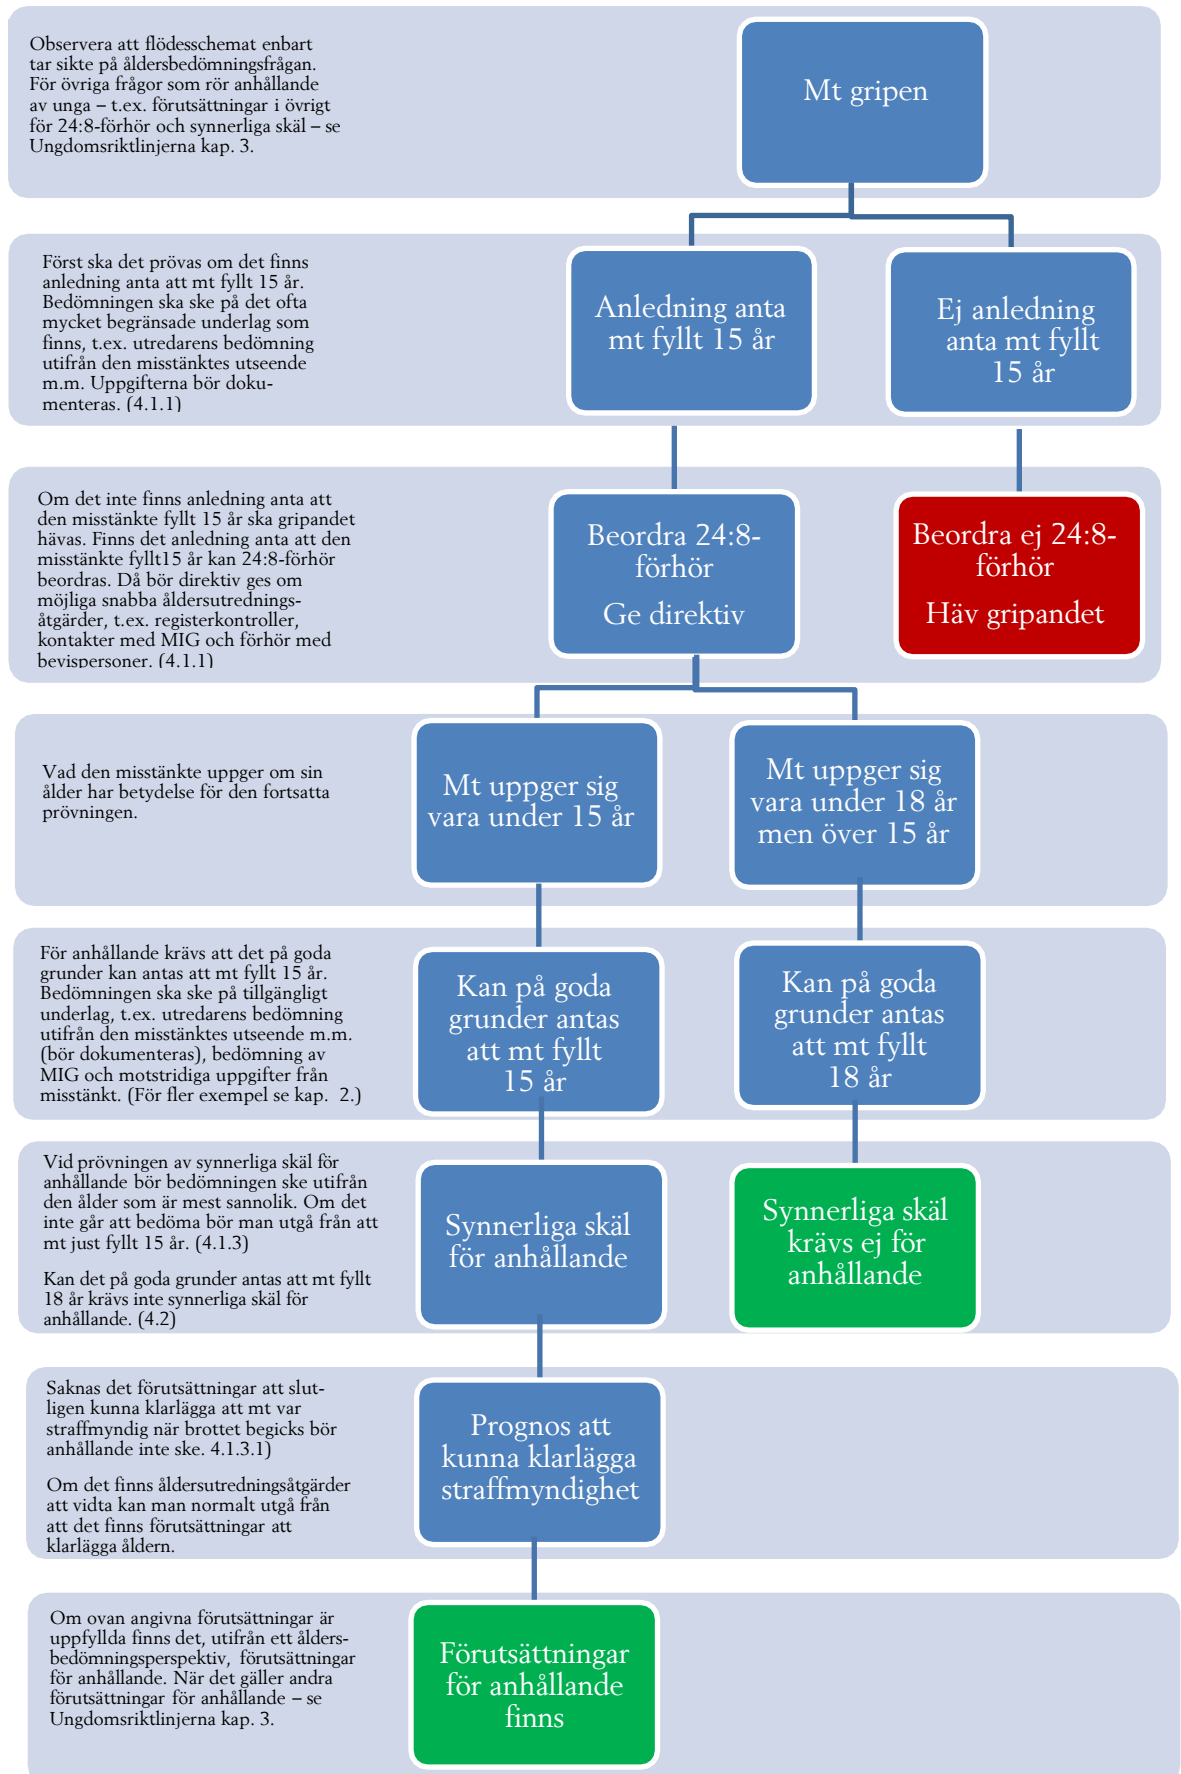 Observera att flödesschemat enbart
tar sikte på åldersbedömningsfrågan.
För övriga frågor som rör anhållande
av unga – t.ex. förutsättningar i övrigt
för 24:8-förhör och synnerliga skäl – se
Ungdomsriktlinjerna kap. 3.
Mt gripen
Först ska det prövas om det finns
anledning anta att mt fyllt 15 år.
Bedömningen ska ske på det ofta
mycket begränsade underlag som
finns, t.ex. utredarens bedömning
utifrån den misstänktes utseende
m.m. Uppgifterna bör doku-
menteras. (4.1.1)
Anledning anta
mt fyllt 15 år
Ej anledning
anta mt fyllt
15 år
Om det inte finns anledning anta att
den misstänkte fyllt 15 år ska gripandet
hävas. Finns det anledning anta att den
misstänkte fyllt15 år kan 24:8-förhör
beordras. Då bör direktiv ges om
möjliga snabba åldersutrednings-
åtgärder, t.ex. registerkontroller,
kontakter med MIG och förhör med
bevispersoner. (4.1.1)
Beordra 24:8-
förhör
Ge direktiv
Beordra ej 24:8-
förhör
Häv gripandet
Vad den misstänkte uppger om sin
ålder har betydelse för den fortsatta
prövningen.
Mt uppger sig
vara under 15 år
Mt uppger sig
vara under 18 år
men över 15 år
För anhållande krävs att det på goda
grunder kan antas att mt fyllt 15 år.
Bedömningen ska ske på tillgängligt
underlag, t.ex. utredarens bedömning
utifrån den misstänktes utseende m.m.
(bör dokumenteras), bedömning av
MIG och motstridiga uppgifter från
misstänkt. (För fler exempel se kap. 2.)
Kan på goda
grunder antas
att mt fyllt
15 år
Kan på goda
grunder antas
att mt fyllt
18 år
Vid prövningen av synnerliga skäl för
anhållande bör bedömningen ske utifrån
den ålder som är mest sannolik. Om det
inte går att bedöma bör man utgå från att
mt just fyllt 15 år. (4.1.3)
Kan det på goda grunder antas att mt fyllt
18 år krävs inte synnerliga skäl för
anhållande. (4.2)
Synnerliga skäl
för anhållande
Synnerliga skäl
krävs ej för
anhållande
Saknas det förutsättningar att slut-
ligen kunna klarlägga att mt var
straffmyndig när brottet begicks bör
anhållande inte ske. 4.1.3.1)
Om det finns åldersutredningsåtgärder
att vidta kan man normalt utgå från
att det finns förutsättningar att
klarlägga åldern.
Prognos att
kunna klarlägga
straffmyndighet
Om ovan angivna förutsättningar är
uppfyllda finns det, utifrån ett ålders-
bedömningsperspektiv, förutsättningar
för anhållande. När det gäller andra
förutsättningar för anhållande – se
Ungdomsriktlinjerna kap. 3.
Förutsättningar
för anhållande
finns